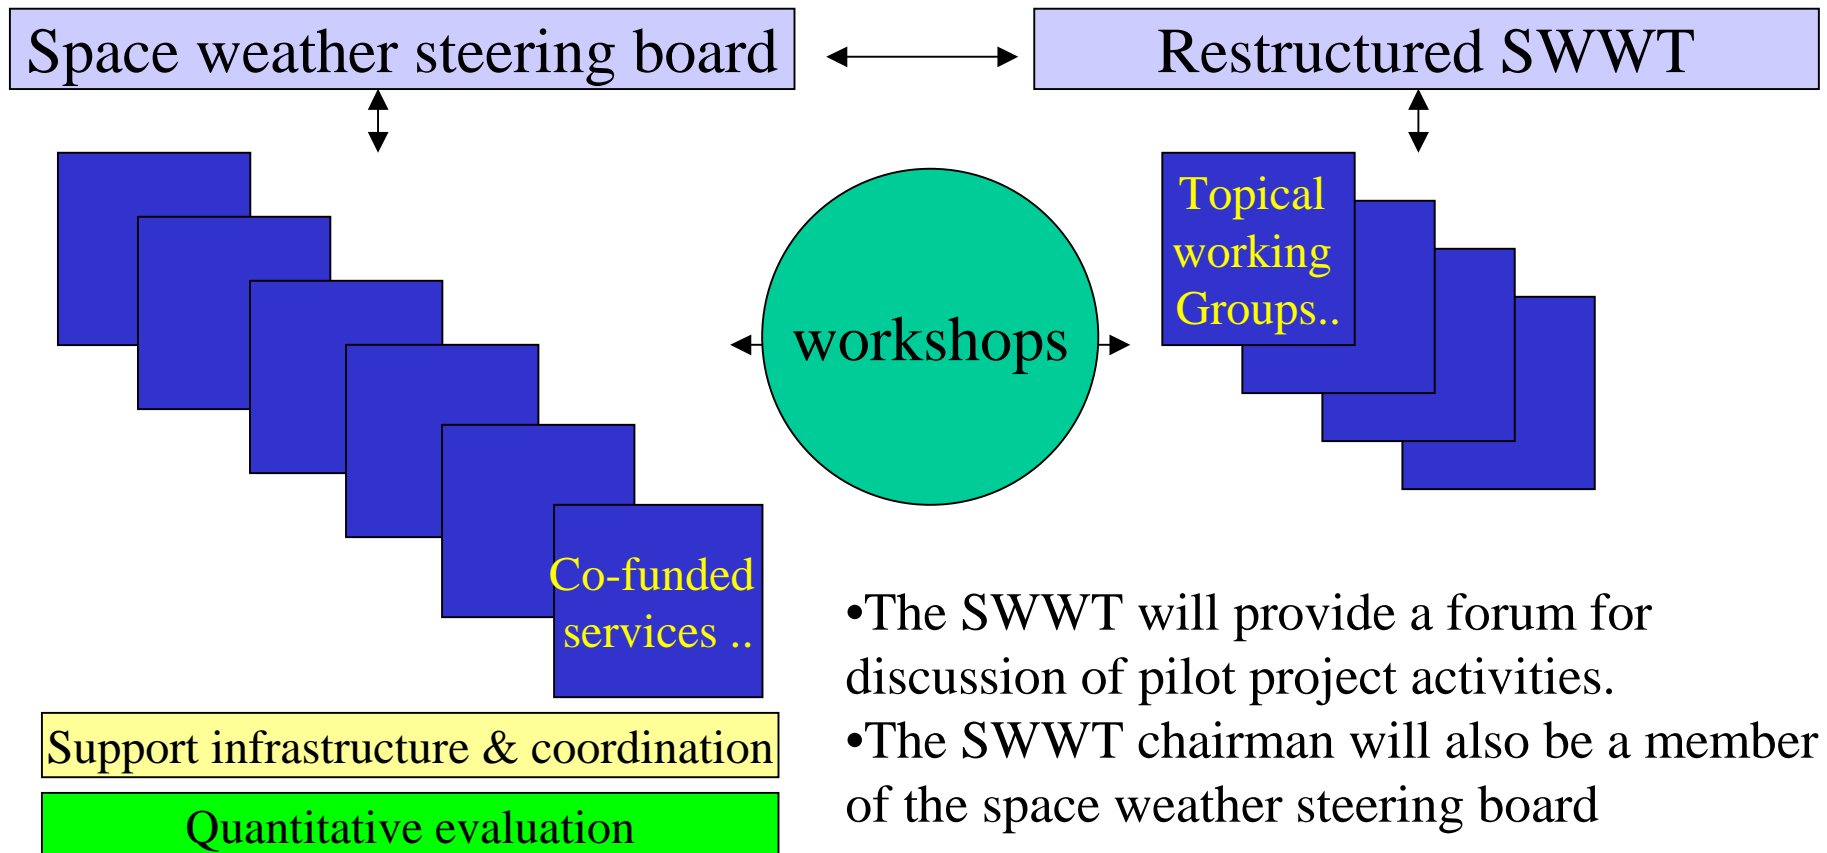 Space weather steering board
Restructured SWWT
Topical
working
Groups..
workshops
Co-funded
services ..
•The SWWT will provide a forum for
discussion of pilot project activities.
•The SWWT chairman will also be a member
of the space weather steering board
Support infrastructure & coordination
Quantitative evaluation